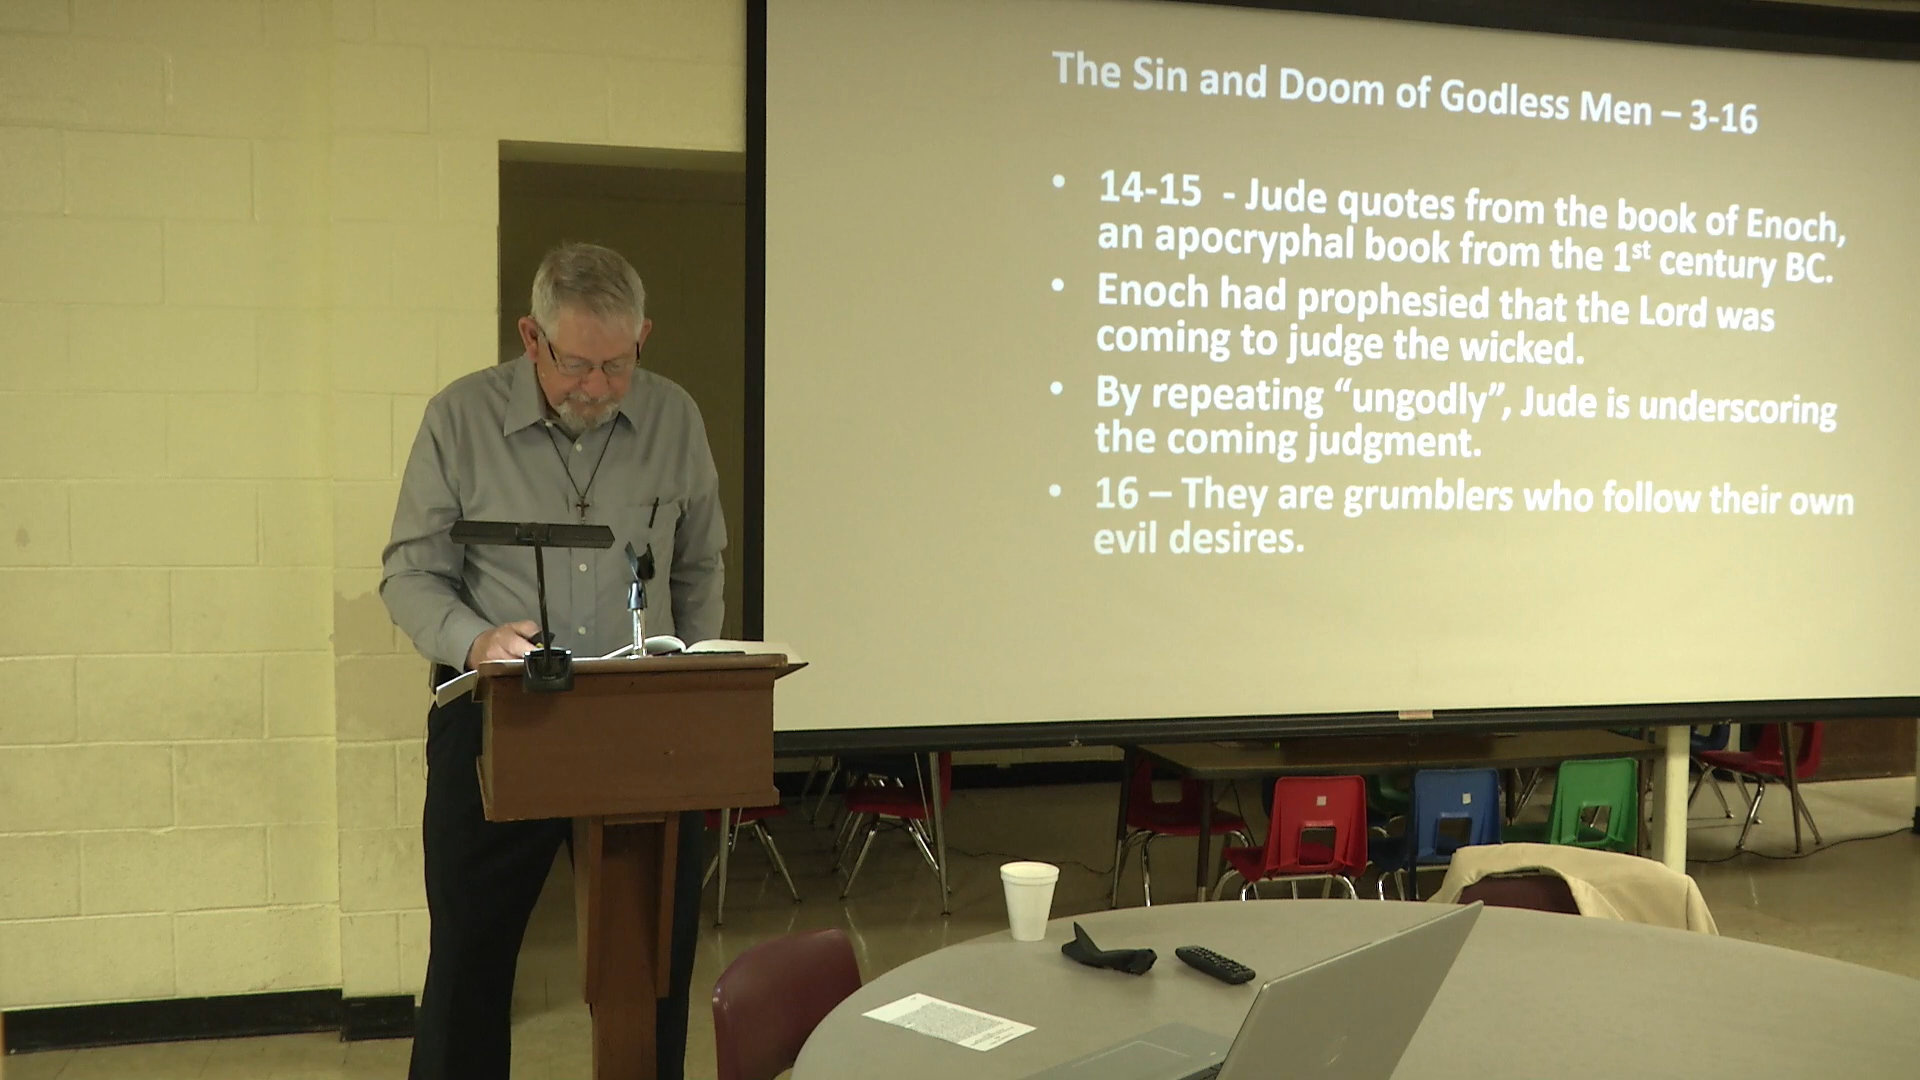 The Sin and Doom of Godless Men – 3-16
• 14-15 - Jude quotes from the book of Enoch,
an apocryphal book from the 1st century BC.
• Enoch had prophesied that the Lord was
coming to judge the wicked.
• By repeating “ungodly”, Jude is underscoring
the coming judgment.
• 16 – They are grumblers who follow their own
evil desires.